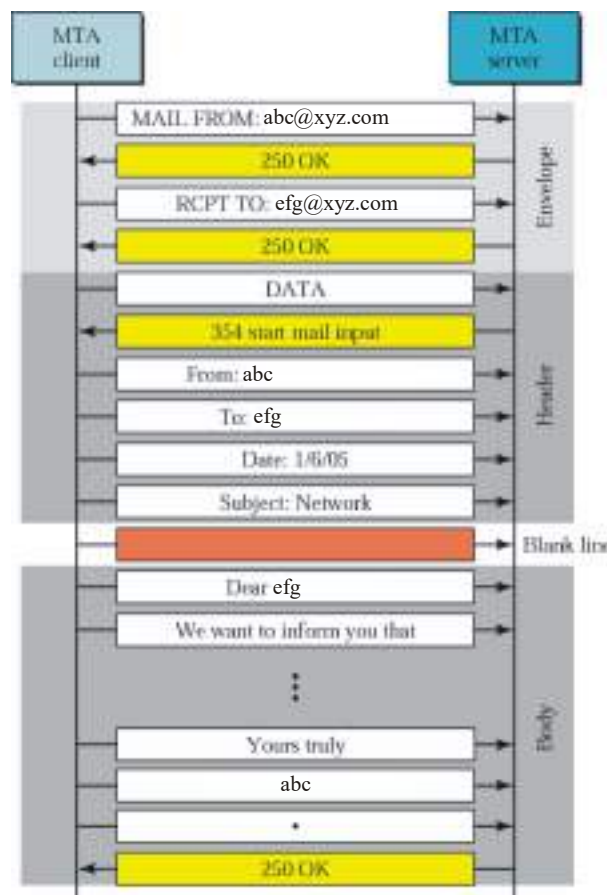 MTA
client
MTA
server
MAIL FROM: abc@xyz.com
250 OK
RCPT TO: efg@xyz.com
250 OK
Envelope
DATA
354 start mail input
From: abc
To: efg
Date: 1/6/05
Subject: Network
Header
Blank line
Dear efg
We want to inform you that
⋮
Yours truly
abc
•
250 OK
Body